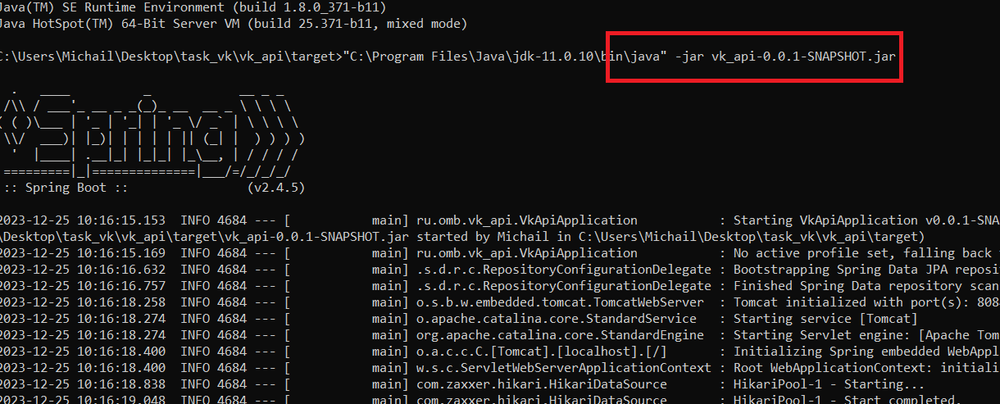 Java(TM) SE Runtime Environment (build 1.8.0_371-b11)
Java HotSpot(TM) 64-Bit Server VM (build 25.371-b11, mixed mode)
C:\Users\Michail\Desktop\task_vk\vk_api\target>"C:\Program Files\Java\jdk-11.0.10\bin\java" -jar vk_api-0.0.1-SNAPSHOT.jar
  .   ____          _            __ _ _
 /\\ / ___'_ __ _ _(_)_ __  __ _ \ \ \ \
( ( )\___ | '_ | '_| | '_ \/ _` | \ \ \ \
 \\/  ___)| |_)| | | | | || (_| |  ) ) ) )
  '  |____| .__|_| |_|_| |_\__, | / / / /
 =========|_|==============|___/=/_/_/_/
 :: Spring Boot ::                (v2.4.5)
2023-12-25 10:16:15.153  INFO 4684 --- [           main] ru.omb.vk_api.VkApiApplication           : Starting VkApiApplication v0.0.1-SNA
\Desktop\task_vk\vk_api\target\vk_api-0.0.1-SNAPSHOT.jar started by Michail in C:\Users\Michail\Desktop\task_vk\vk_api\target)
2023-12-25 10:16:15.169  INFO 4684 --- [           main] ru.omb.vk_api.VkApiApplication           : No active profile set, falling back
2023-12-25 10:16:16.632  INFO 4684 --- [           main] .s.d.r.c.RepositoryConfigurationDelegate : Bootstrapping Spring Data JPA reposi
2023-12-25 10:16:16.757  INFO 4684 --- [           main] .s.d.r.c.RepositoryConfigurationDelegate : Finished Spring Data repository scan
2023-12-25 10:16:18.258  INFO 4684 --- [           main] o.s.b.w.embedded.tomcat.TomcatWebServer  : Tomcat initialized with port(s): 808
2023-12-25 10:16:18.274  INFO 4684 --- [           main] o.apache.catalina.core.StandardService   : Starting service [Tomcat]
2023-12-25 10:16:18.274  INFO 4684 --- [           main] org.apache.catalina.core.StandardEngine  : Starting Servlet engine: [Apache Tom
2023-12-25 10:16:18.400  INFO 4684 --- [           main] o.a.c.c.C.[Tomcat].[localhost].[/]       : Initializing Spring embedded WebAppl
2023-12-25 10:16:18.400  INFO 4684 --- [           main] w.s.c.ServletWebServerApplicationContext : Root WebApplicationContext: initiali
2023-12-25 10:16:18.838  INFO 4684 --- [           main] com.zaxxer.hikari.HikariDataSource       : HikariPool-1 - Starting...
2023-12-25 10:16:19.048  INFO 4684 --- [           main] com.zaxxer.hikari.HikariDataSource       : HikariPool-1 - Start completed.